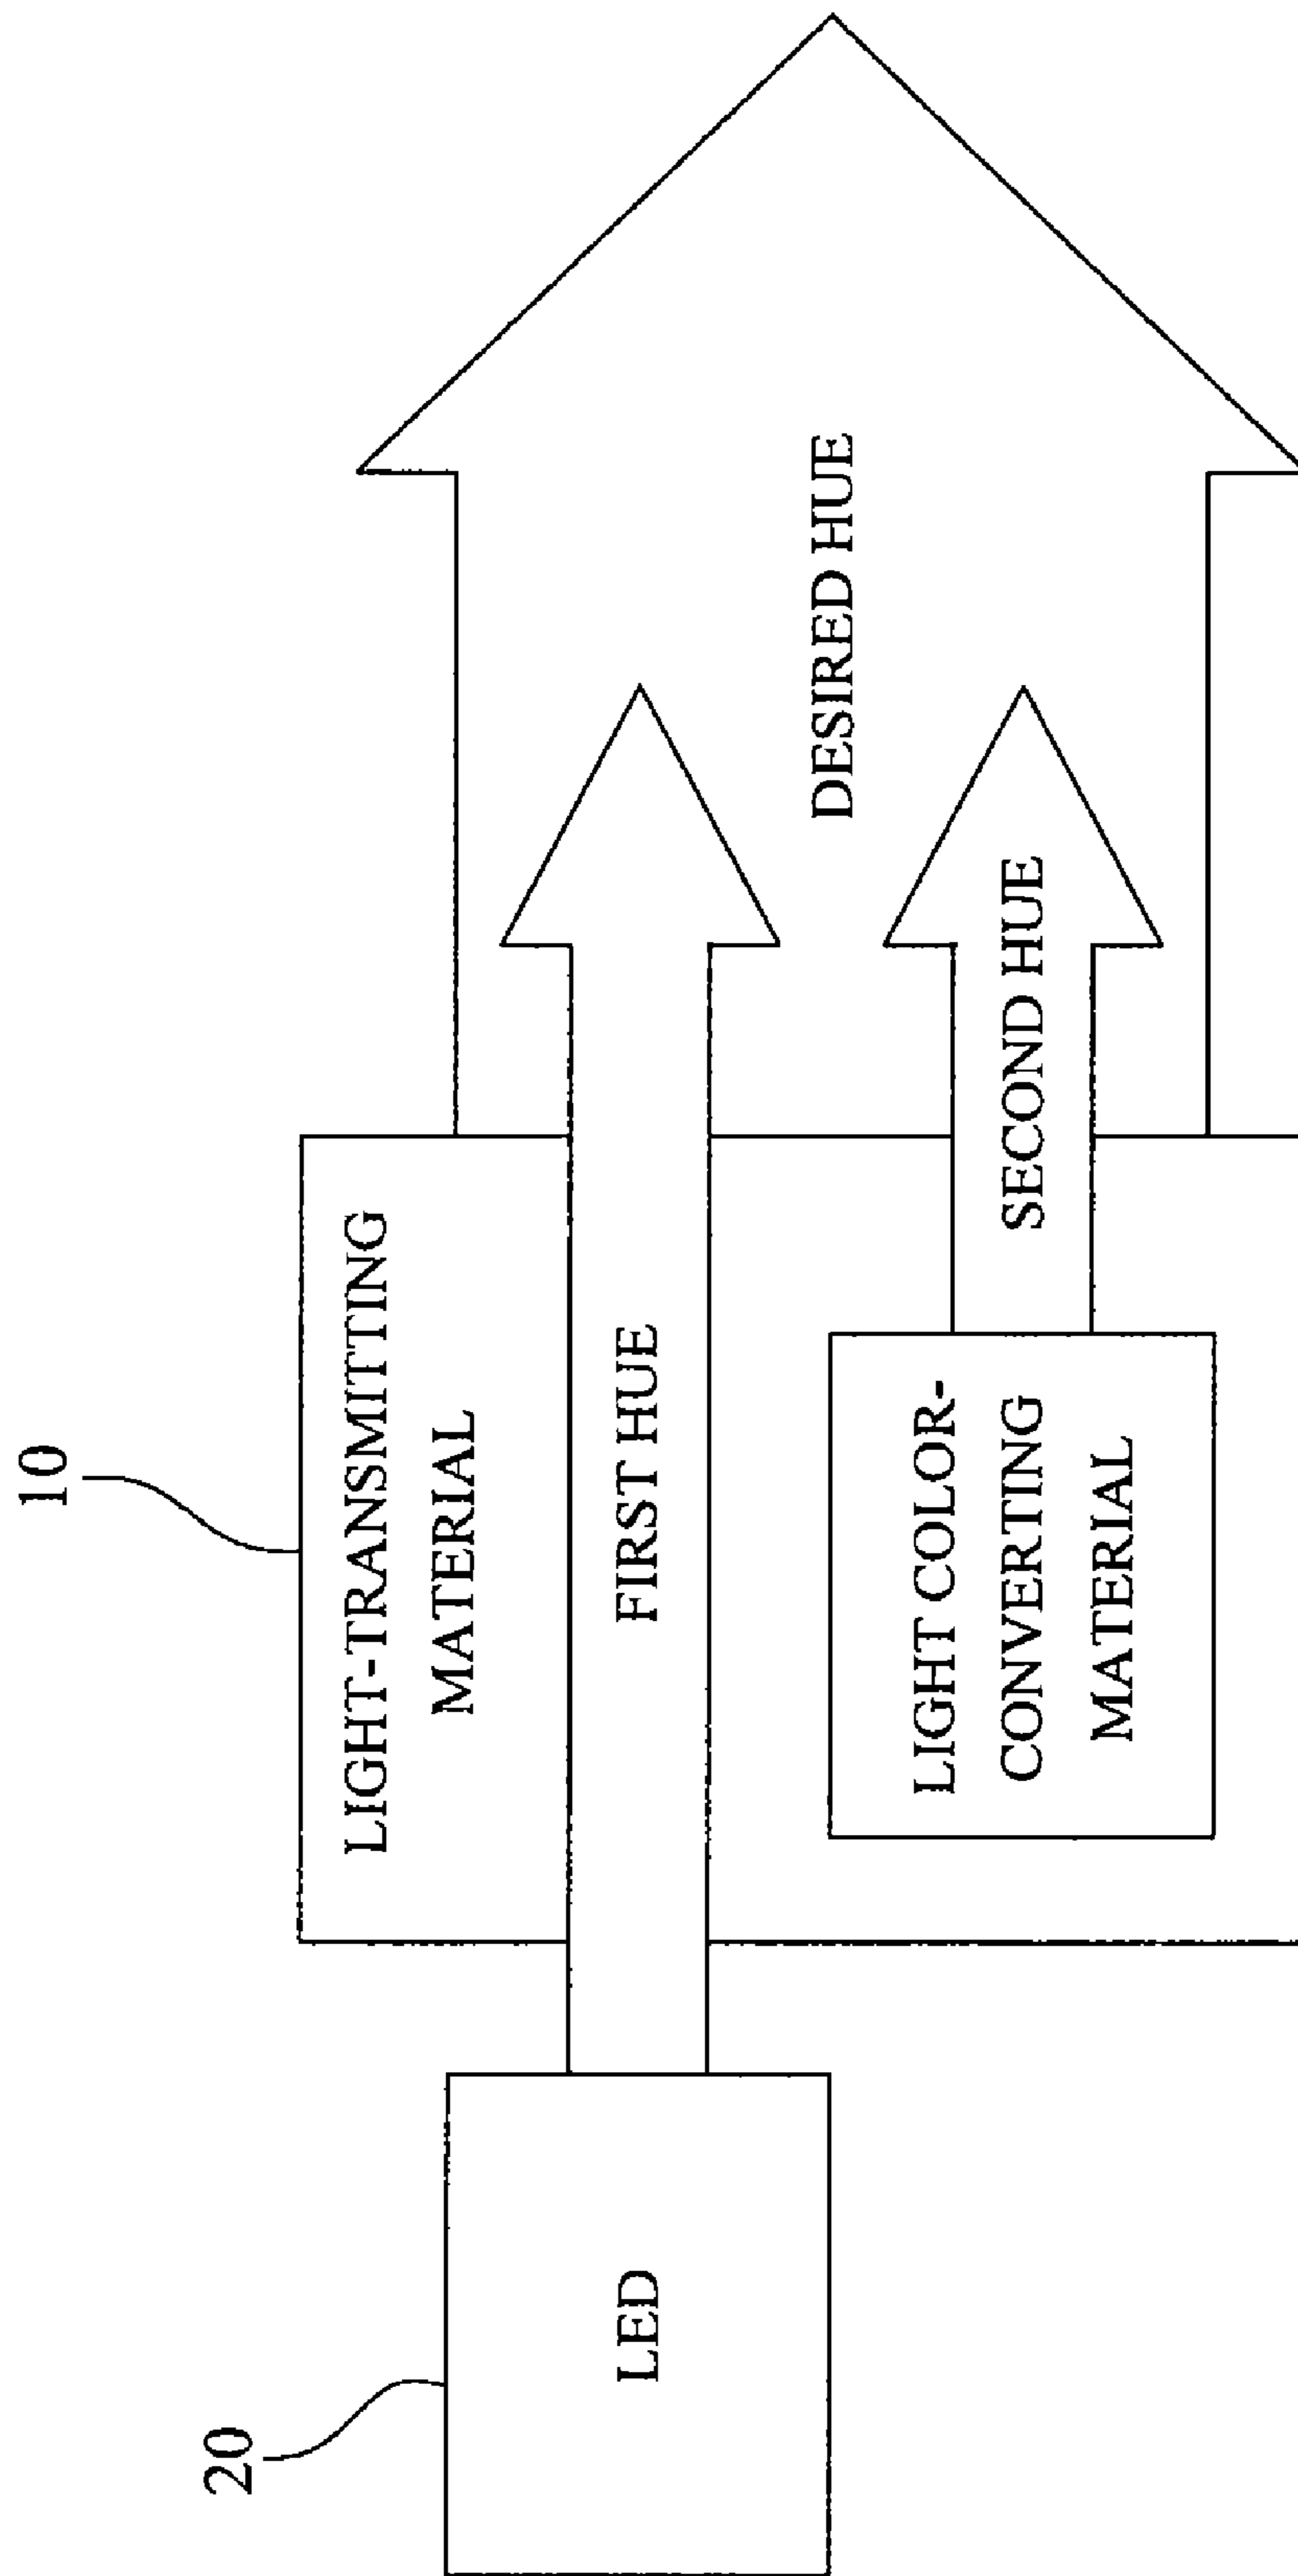 10
20
LED
LIGHT-TRANSMITTING
MATERIAL
FIRST HUE
LIGHT COLOR-
CONVERTING
MATERIAL
SECOND HUE
DESIRED HUE